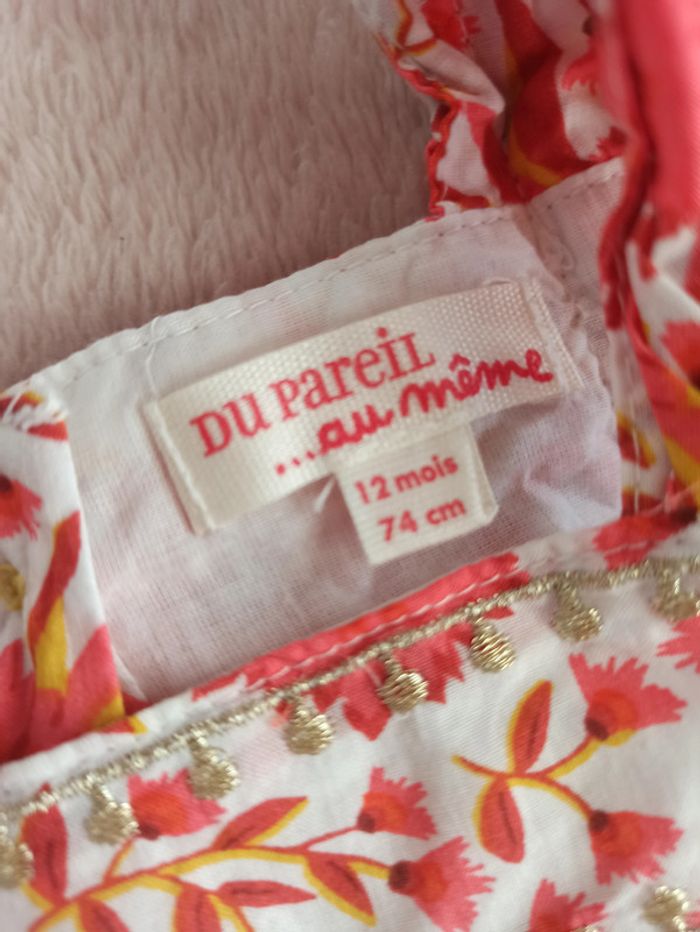 DU PAREIL
...au même
12 mois
74 cm